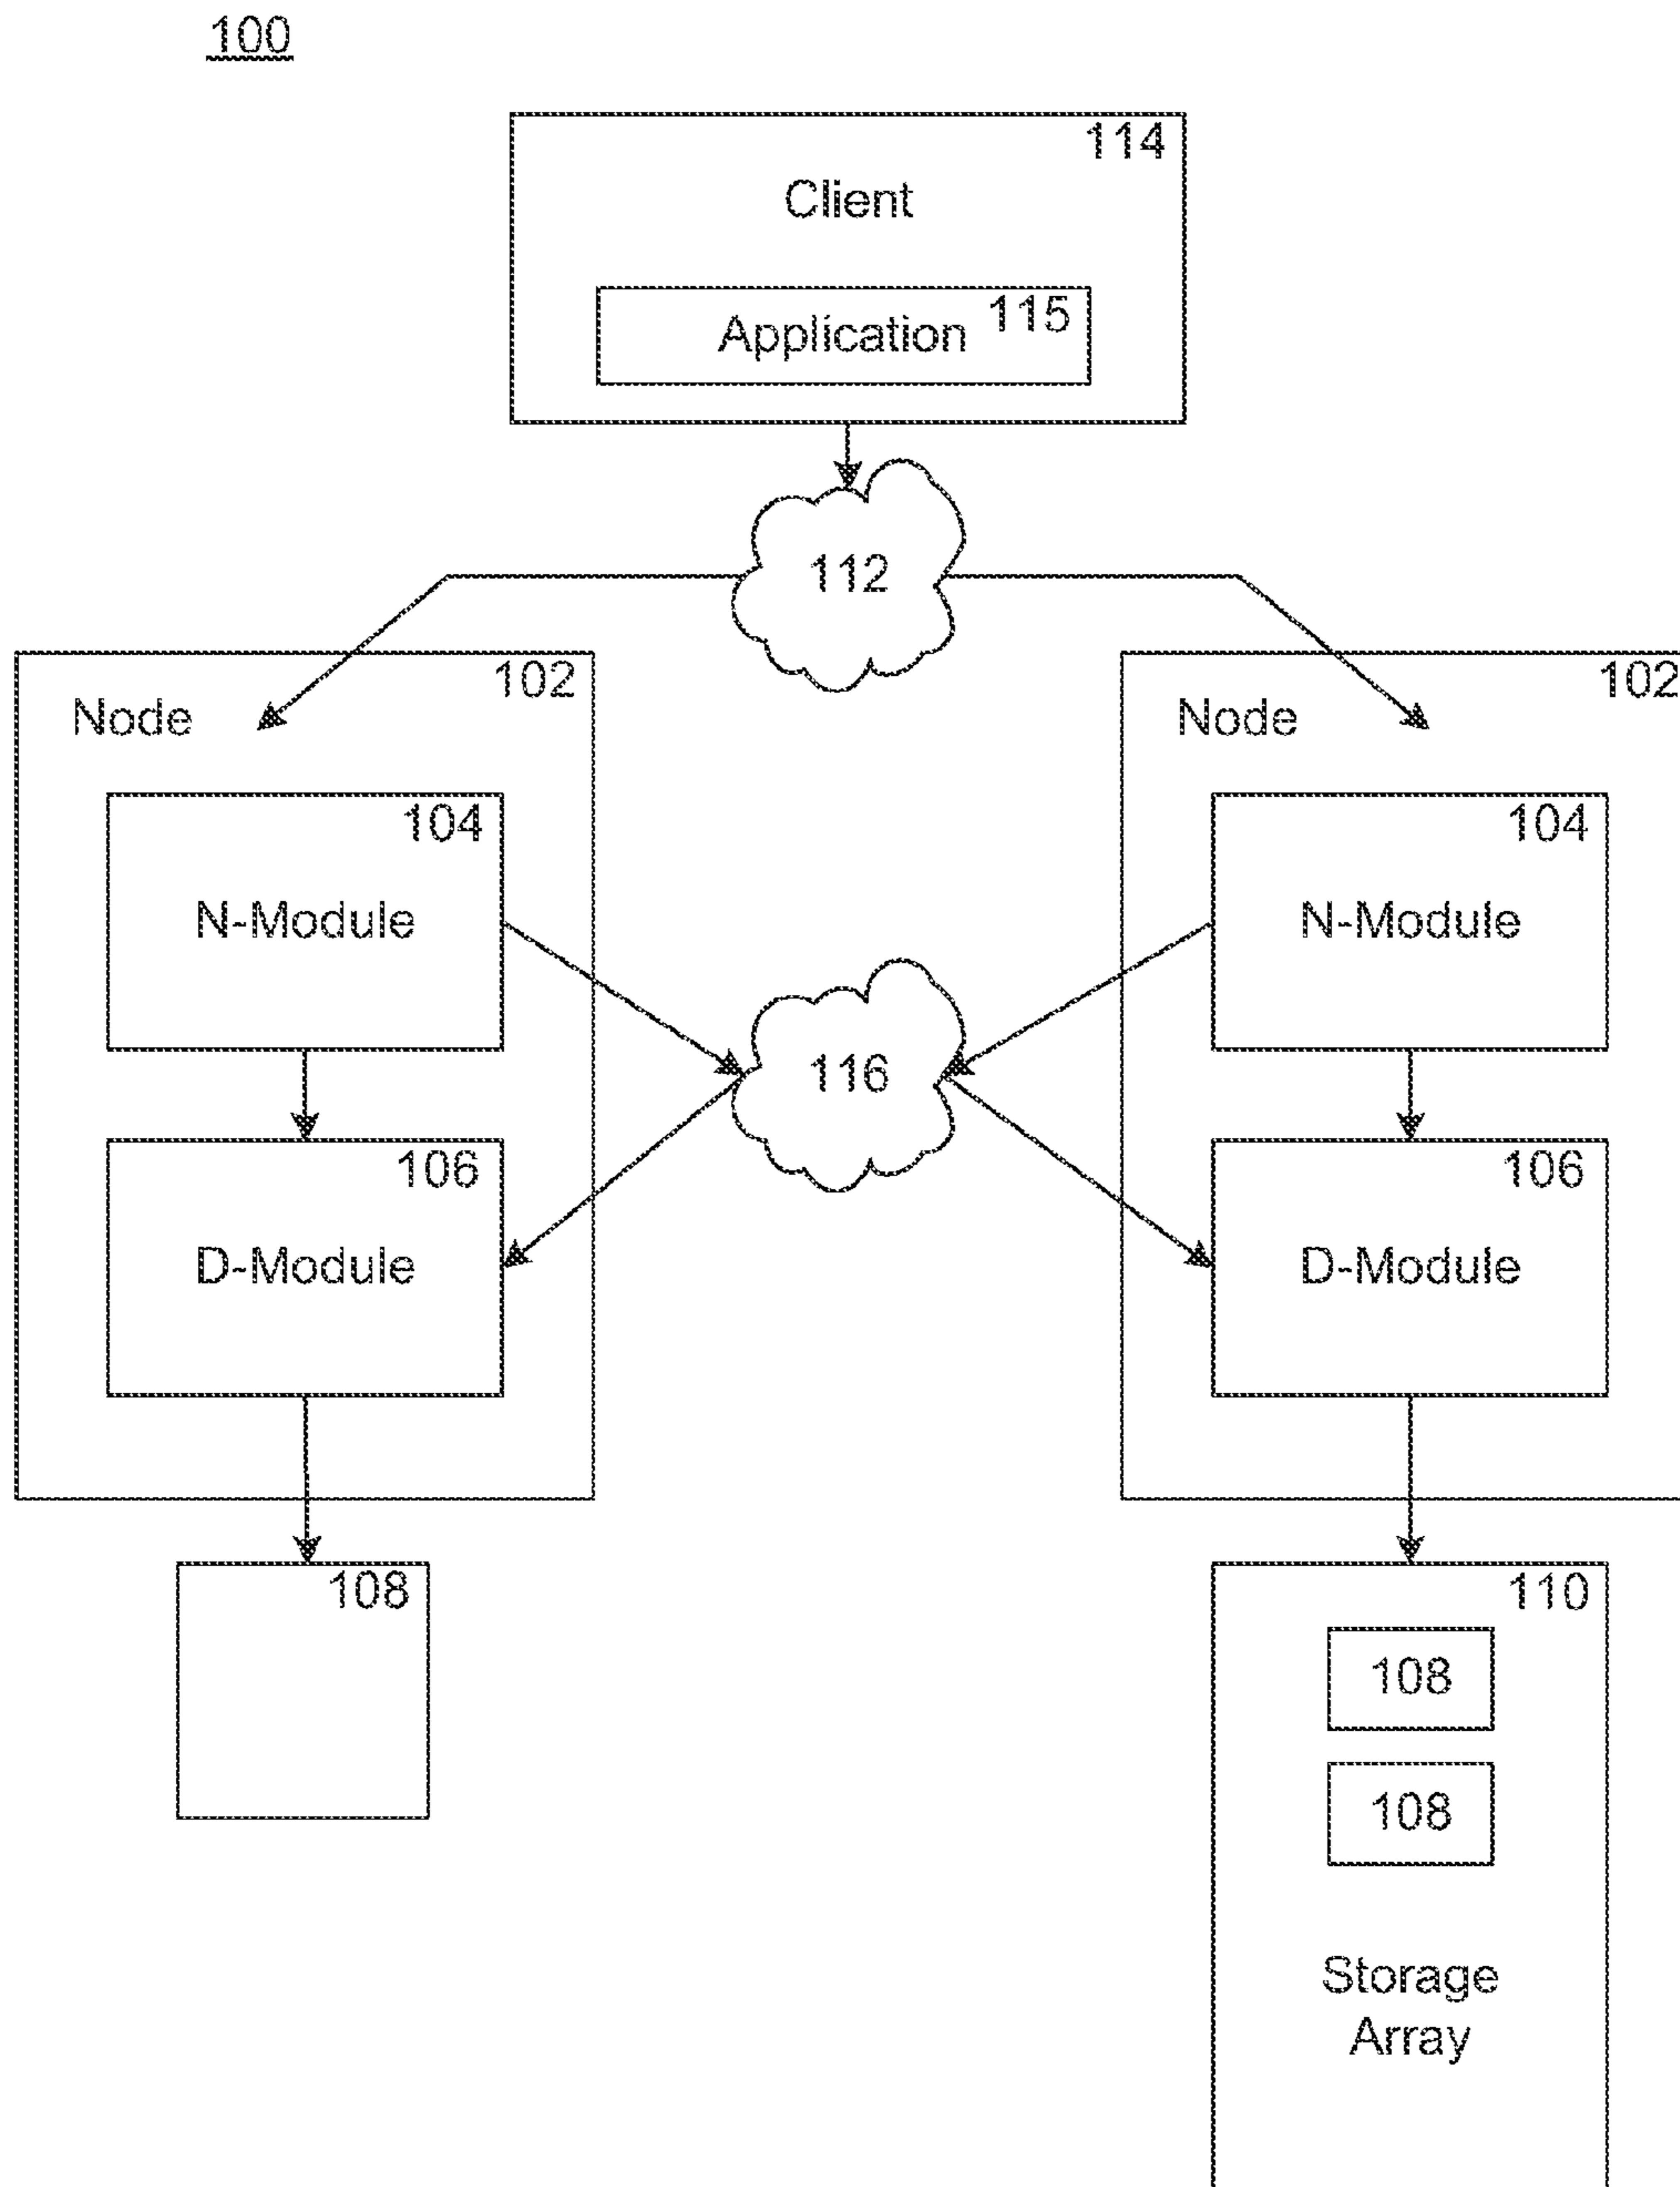 100
114
Client
115
Application
112
102
Node
102
Node
104
N-Module
104
N-Module
116
106
D-Module
106
D-Module
108
110
108
108
Storage
Array